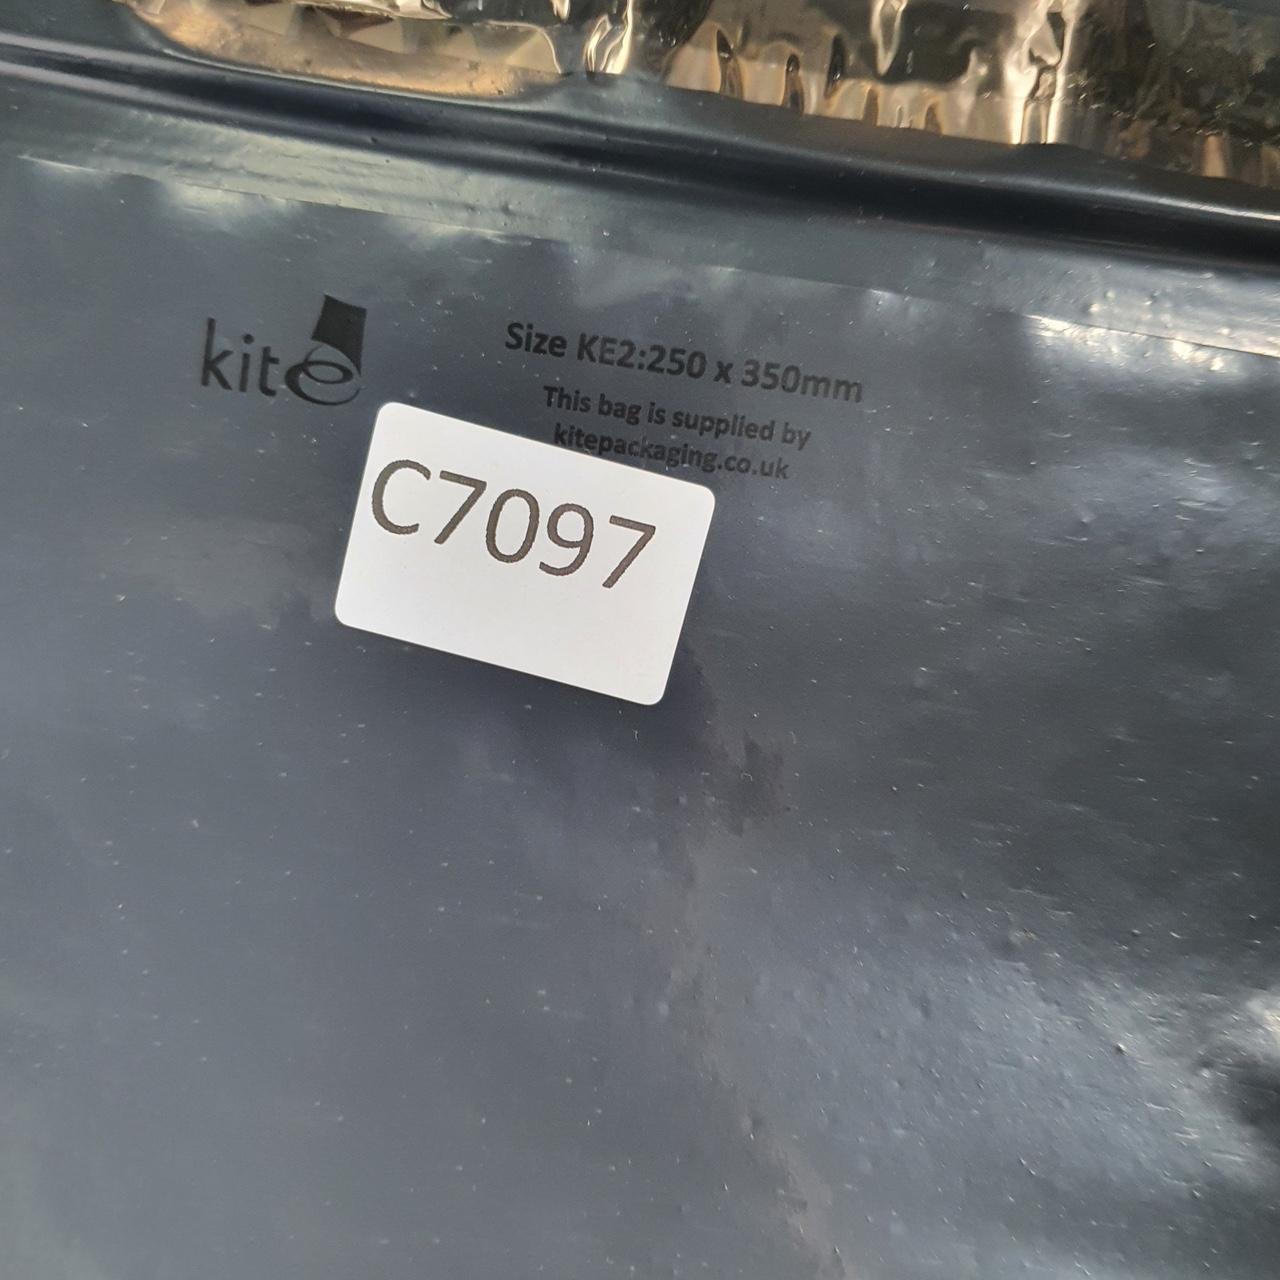 kite
Size KE2:250 x 350mm
This bag is supplied by
kitepackaging.co.uk
C7097